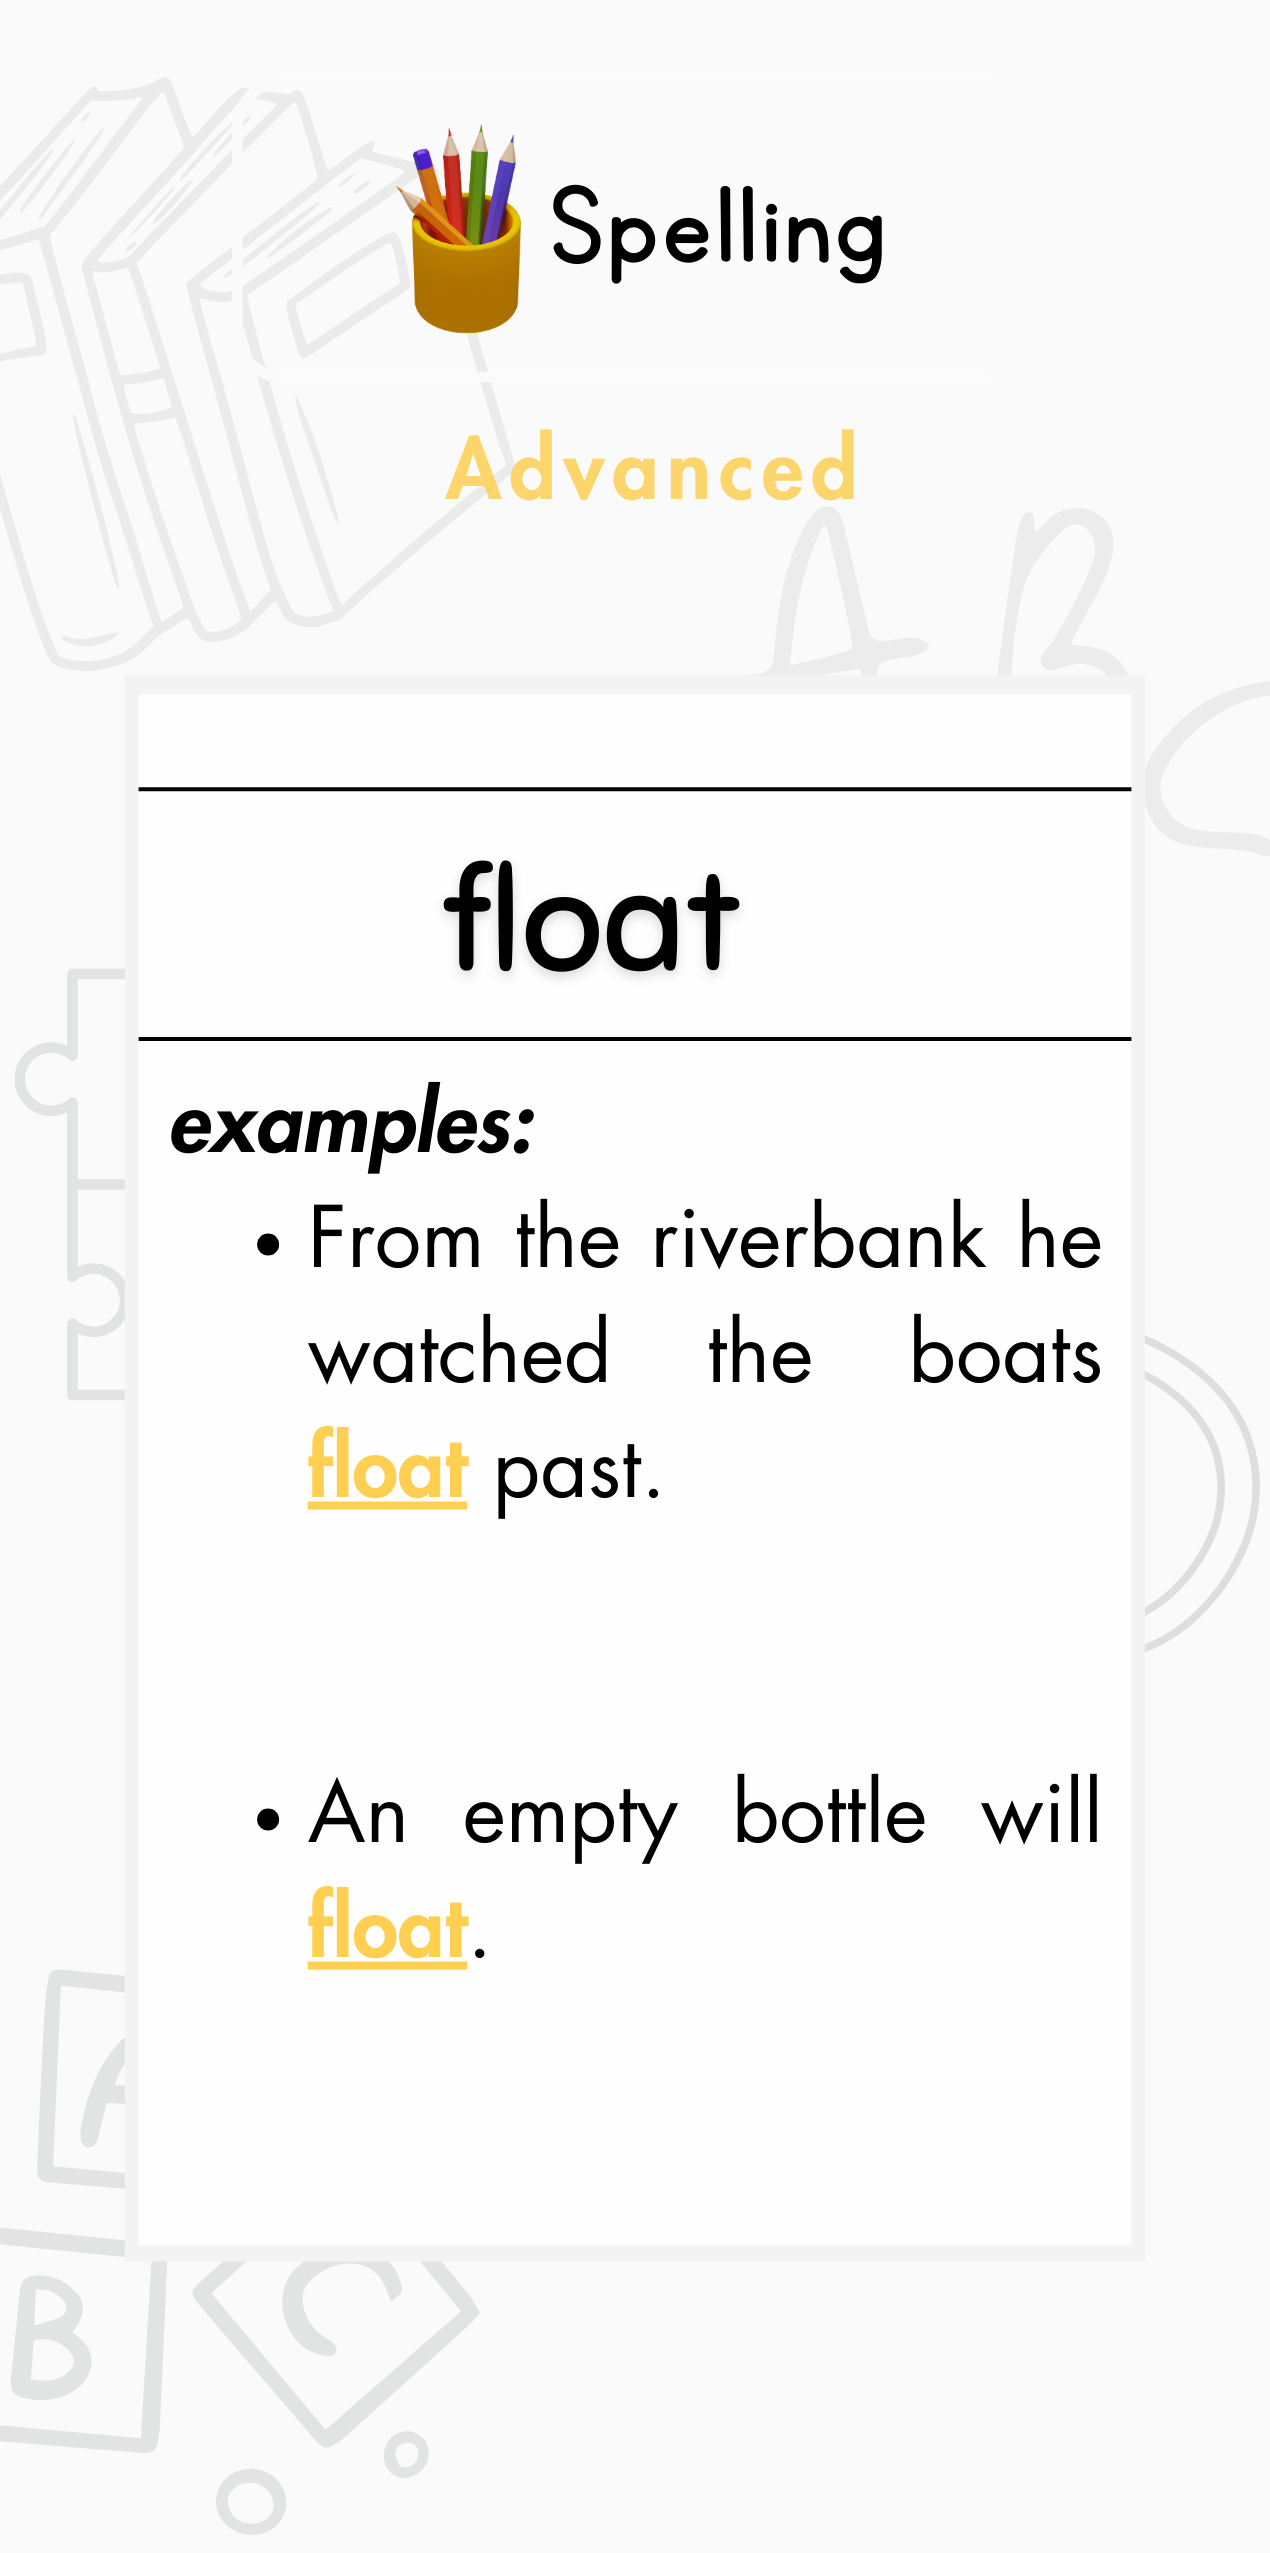 Spelling
Advanced
A B C
float
examples:
• From the riverbank he
watched the boats
float past.
• An empty bottle will
float.
A
B C